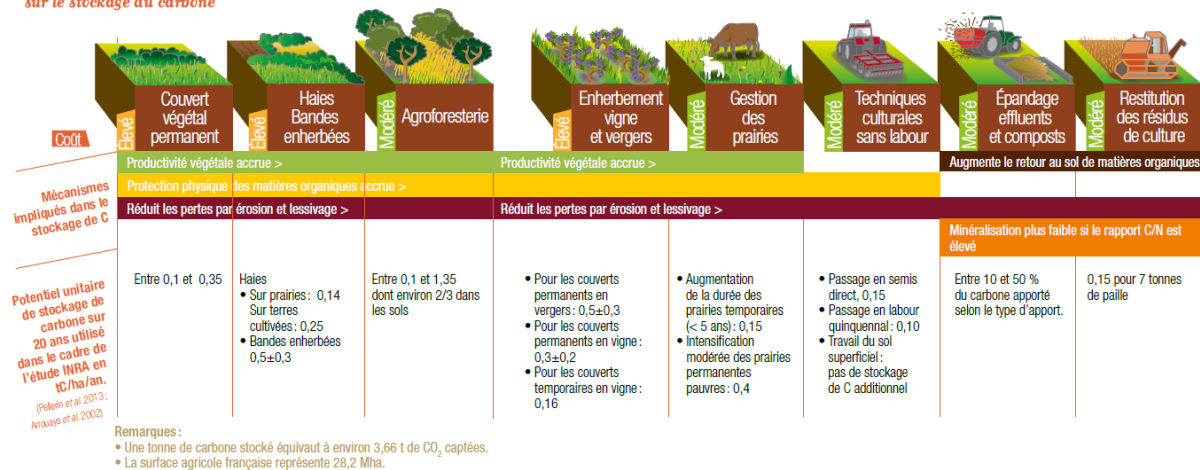 sur le stockage du carbone
Coût
Élevé
Couvert
végétal
permanent
Élevé
Haies
Bandes
enherbées
Modéré
Agroforesterie
Élevé
Enherbement
vigne
et vergers
Modéré
Gestion
des
prairies
Modéré
Techniques
culturales
sans labour
Modéré
Épandage
effluents
et composts
Modéré
Restitution
des résidus
de culture
Mécanismes
impliqués dans le
stockage de C
Productivité végétale accrue >
Productivité végétale accrue >
Augmente le retour au sol de matières organiques
Protection physique des matières organiques accrue >
Réduit les pertes par érosion et lessivage >
Réduit les pertes par érosion et lessivage >
Minéralisation plus faible si le rapport C/N est
élevé
Potentiel unitaire
de stockage de
carbone sur
20 ans utilisé
dans le cadre de
l'étude INRA en
tC/ha/an.
(Pellerin et al 2013 ;
Arrouays et al. 2002)
Entre 0,1 et 0,35
Haies
• Sur prairies : 0,14
Sur terres
cultivées : 0,25
• Bandes enherbées
0,5±0,3
Entre 0,1 et 1,35
dont environ 2/3 dans
les sols
• Pour les couverts
permanents en
vergers : 0,5±0,3
• Pour les couverts
permanents en vigne :
0,3±0,2
• Pour les couverts
temporaires en vigne :
0,16
• Augmentation
de la durée des
prairies temporaires
(< 5 ans) : 0,15
• Intensification
modérée des prairies
permanentes
pauvres : 0,4
• Passage en semis
direct, 0,15
• Passage en labour
quinquennal : 0,10
• Travail du sol
superficiel :
pas de stockage
de C additionnel
Entre 10 et 50 %
du carbone apporté
selon le type d'apport.
0,15 pour 7 tonnes
de paille
Remarques :
• Une tonne de carbone stocké équivaut à environ 3,66 t de CO₂ captées.
• La surface agricole française représente 28,2 Mha.